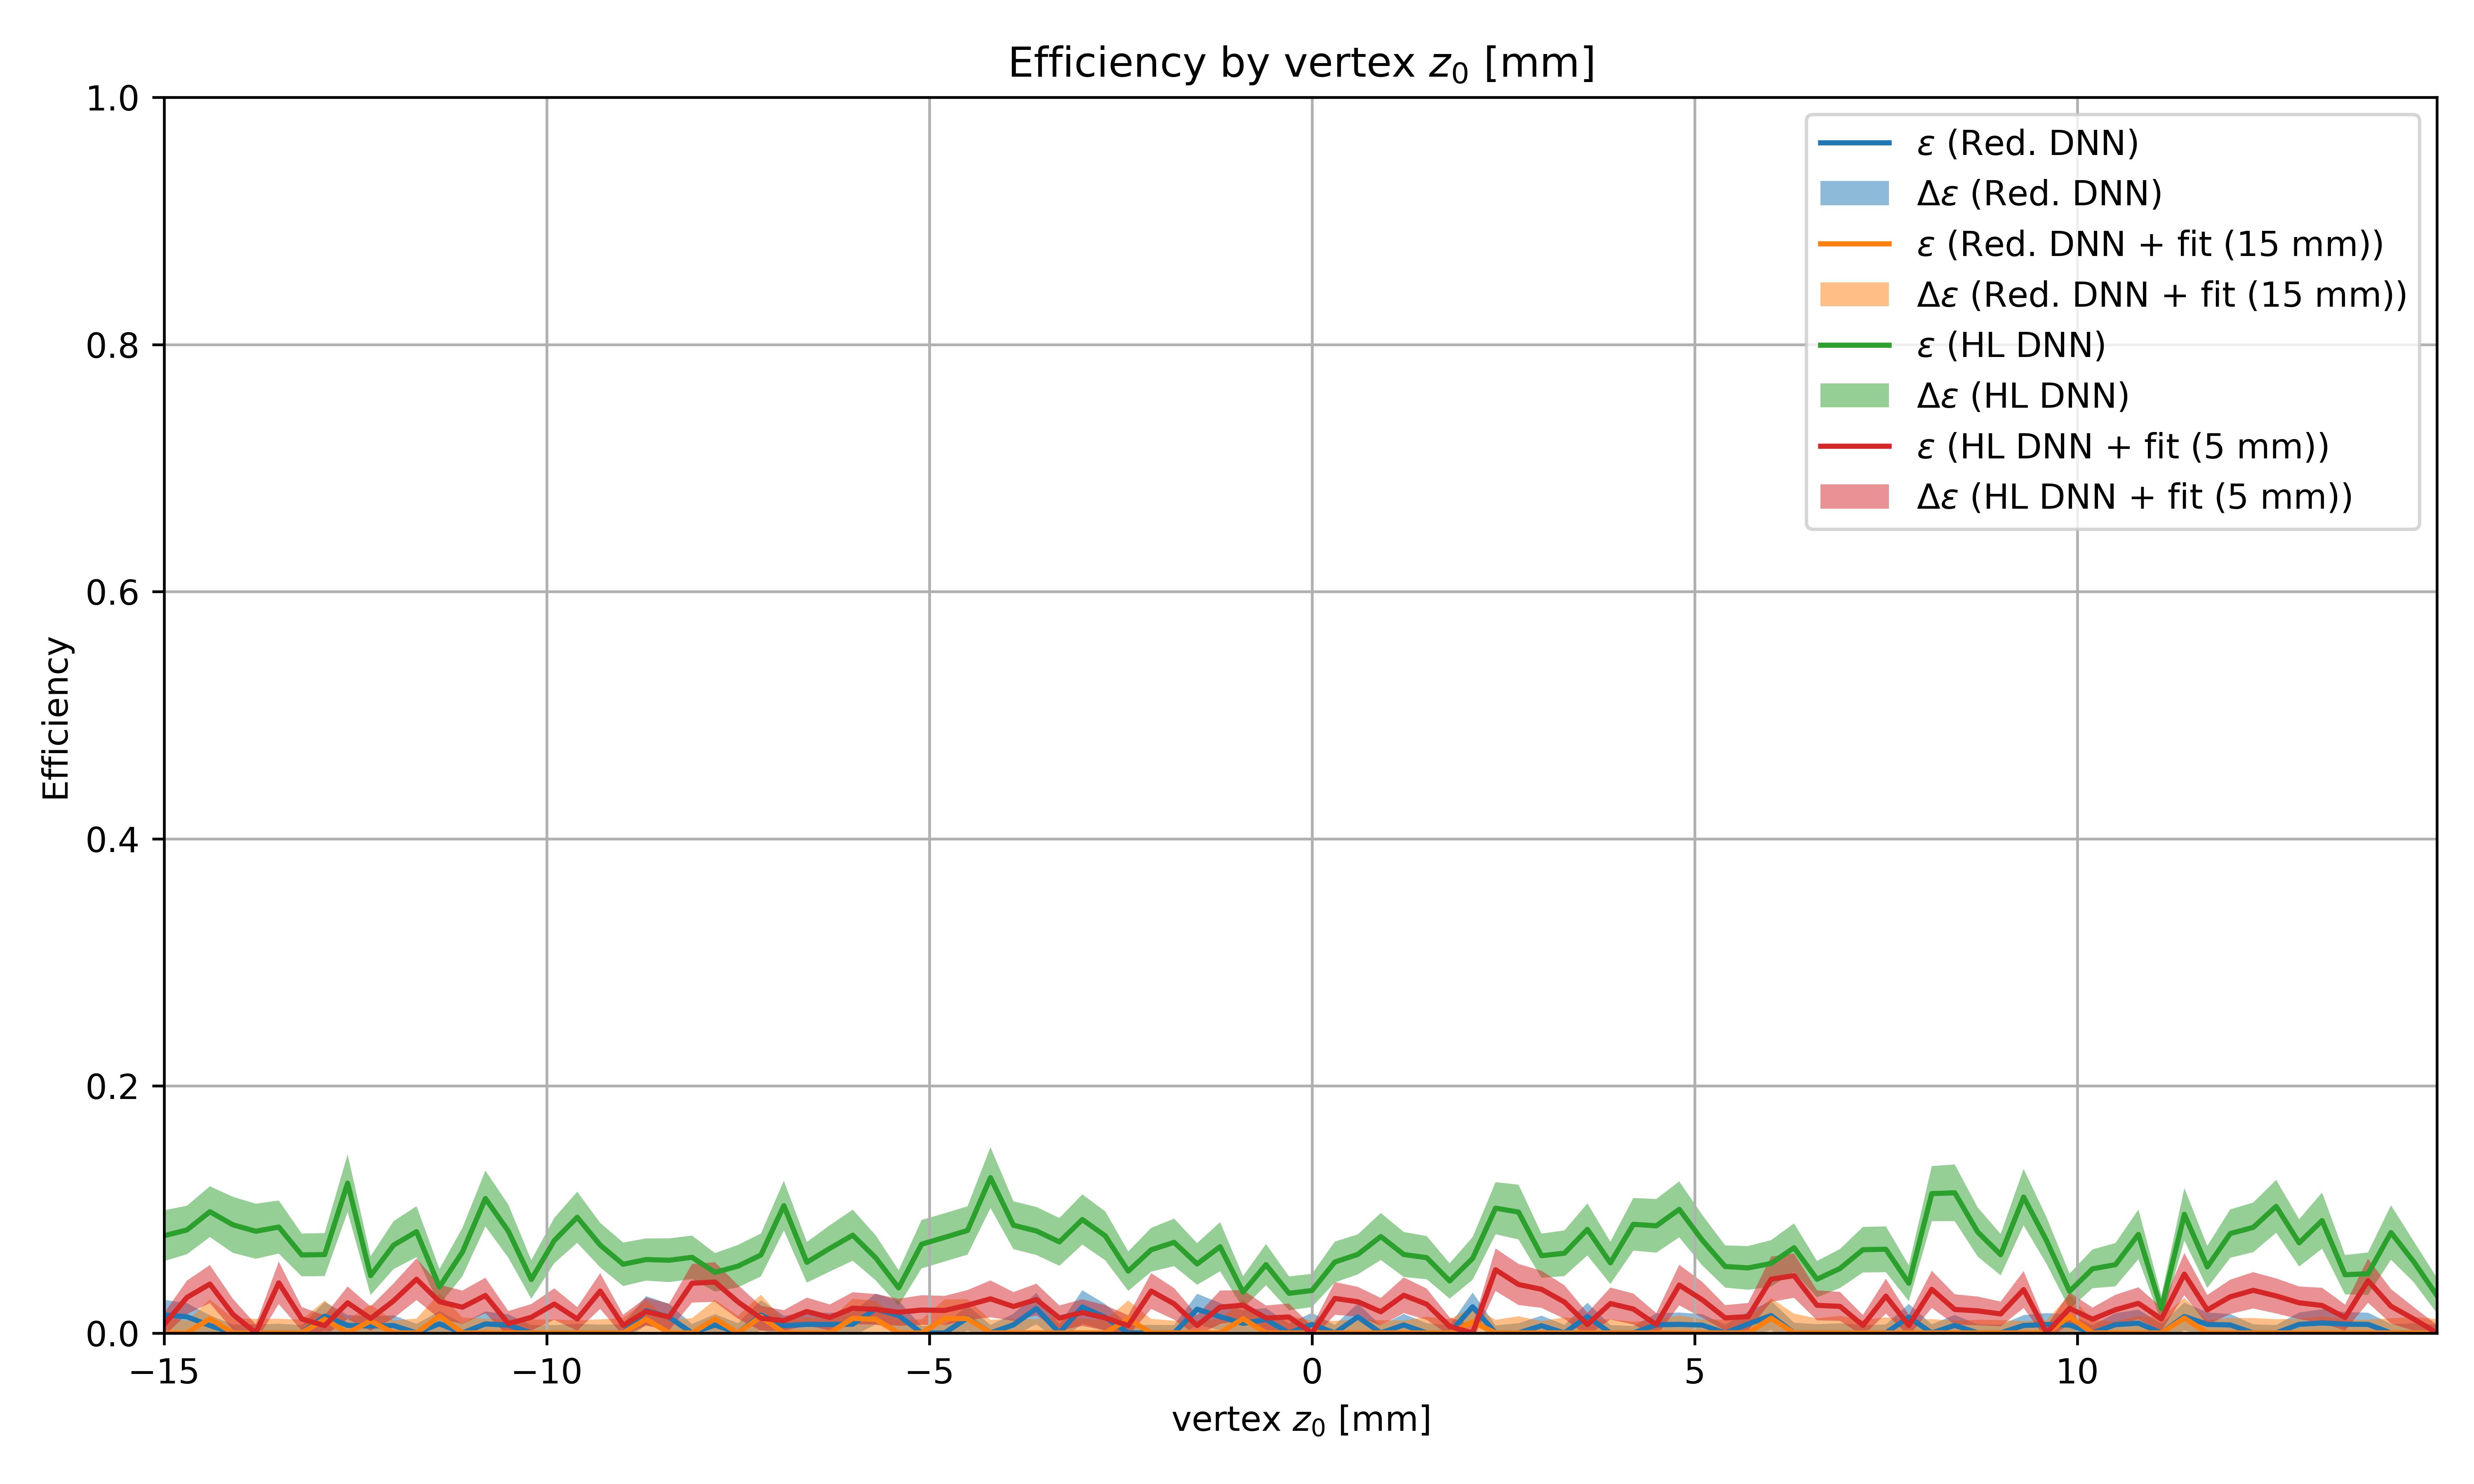 Efficiency by vertex z₀ [mm]
1.0
0.8
0.6
0.4
0.2
0.0
Efficiency
ε (Red. DNN)
Δε (Red. DNN)
ε (Red. DNN + fit (15 mm))
Δε (Red. DNN + fit (15 mm))
ε (HL DNN)
Δε (HL DNN)
ε (HL DNN + fit (5 mm))
Δε (HL DNN + fit (5 mm))
−15 −10 −5 0 5 10
vertex z₀ [mm]